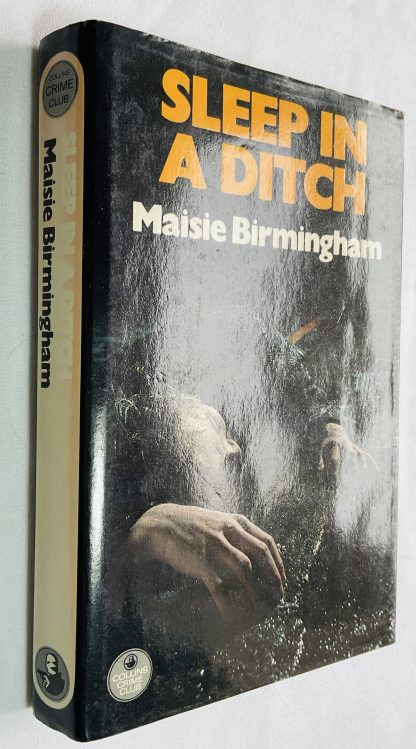 COLLINS
CRIME
CLUB
SLEEP IN A DITCH
Maisie Birmingham
SLEEP IN
A DITCH
Maisie Birmingham
COLLINS
CRIME
CLUB